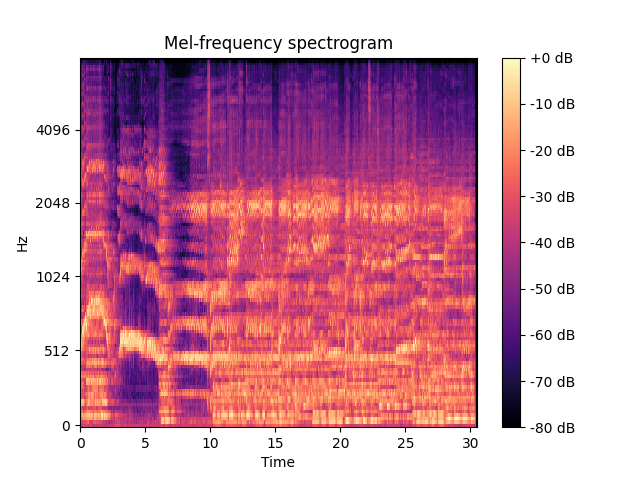 Mel-frequency spectrogram
+0 dB
-10 dB
-20 dB
-30 dB
-40 dB
-50 dB
-60 dB
-70 dB
-80 dB
4096
2048
1024
512
0
Hz
0 5 10 15 20 25 30
Time